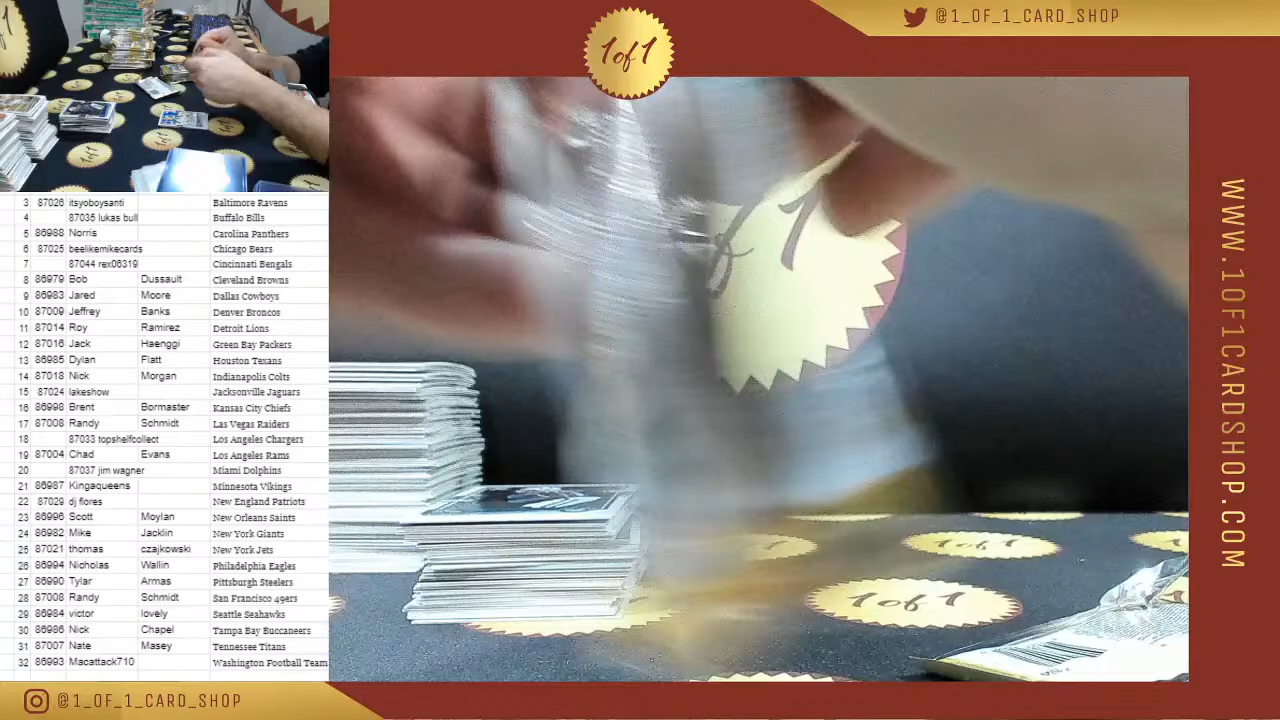 @1_OF_1_CARD_SHOP
1of1
3 87026 itsyoboysanti Baltimore Ravens
4 87035 lukas bull Buffalo Bills
5 86988 Norris Carolina Panthers
6 87025 beelikemikecards Chicago Bears
7 87044 rex06319 Cincinnati Bengals
8 86979 Bob Dussault Cleveland Browns
9 86983 Jared Moore Dallas Cowboys
10 87009 Jeffrey Banks Denver Broncos
11 87014 Roy Ramirez Detroit Lions
12 87016 Jack Haenggi Green Bay Packers
13 86985 Dylan Flatt Houston Texans
14 87018 Nick Morgan Indianapolis Colts
15 87024 lakeshow Jacksonville Jaguars
16 86998 Brent Bormaster Kansas City Chiefs
17 87008 Randy Schmidt Las Vegas Raiders
18 87033 topshelfcollect Los Angeles Chargers
19 87004 Chad Evans Los Angeles Rams
20 87037 jim wagner Miami Dolphins
21 86987 Kingaqueens Minnesota Vikings
22 87029 dj flores New England Patriots
23 86996 Scott Moylan New Orleans Saints
24 86982 Mike Jacklin New York Giants
25 87021 thomas czajkowski New York Jets
26 86994 Nicholas Wallin Philadelphia Eagles
27 86990 Tylar Armas Pittsburgh Steelers
28 87008 Randy Schmidt San Francisco 49ers
29 86984 victor lovely Seattle Seahawks
30 86986 Nick Chapel Tampa Bay Buccaneers
31 87007 Nate Masey Tennessee Titans
32 86993 Macattack710 Washington Football Team
of 1
1of1
WWW.1OF1CARDSHOP.COM
@1_OF_1_CARD_SHOP